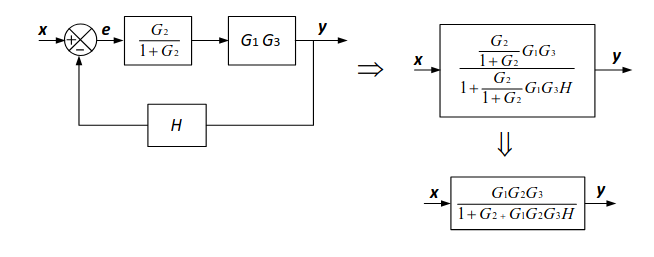 x
+
−
e
G2
1+G2
G1 G3
y
H
⇒
x
G2
1+G2
G1G3
1+
G2
1+G2
G1G3H
y
⇓
x
G1G2G3
1+G2+G1G2G3H
y